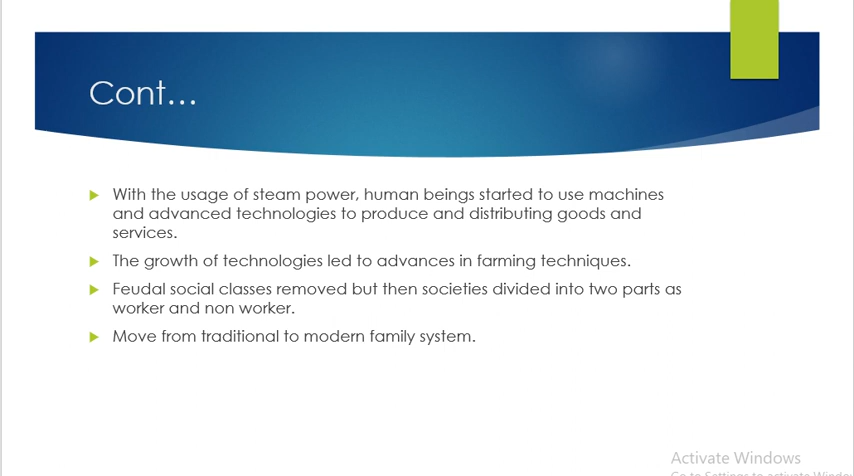 Cont…
With the usage of steam power, human beings started to use machines
and advanced technologies to produce and distributing goods and
services.
The growth of technologies led to advances in farming techniques.
Feudal social classes removed but then societies divided into two parts as
worker and non worker.
Move from traditional to modern family system.
Activate Windows
Go to Settings to activate